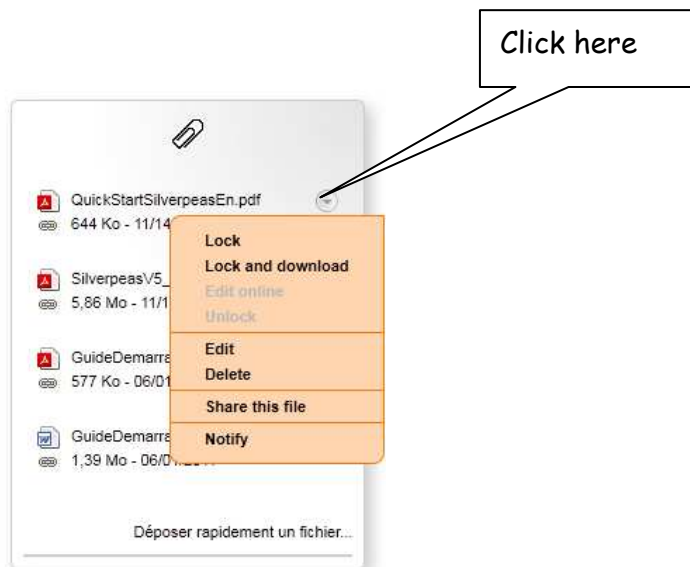 Click here
QuickStartSilverpeasEn.pdf
644 Ko - 11/14
Lock
Lock and download
Edit online
Unlock
Edit
Delete
Share this file
Notify
SilverpeasV5_
5,86 Mo - 11/1
GuideDemarra
577 Ko - 06/01
GuideDemarra
1,39 Mo - 06/0
Déposer rapidement un fichier...